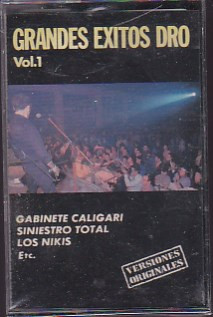 GRANDES EXITOS DRO
Vol.1
GABINETE CALIGARI
SINIESTRO TOTAL
LOS NIKIS
Etc.
VERSIONES
ORIGINALES